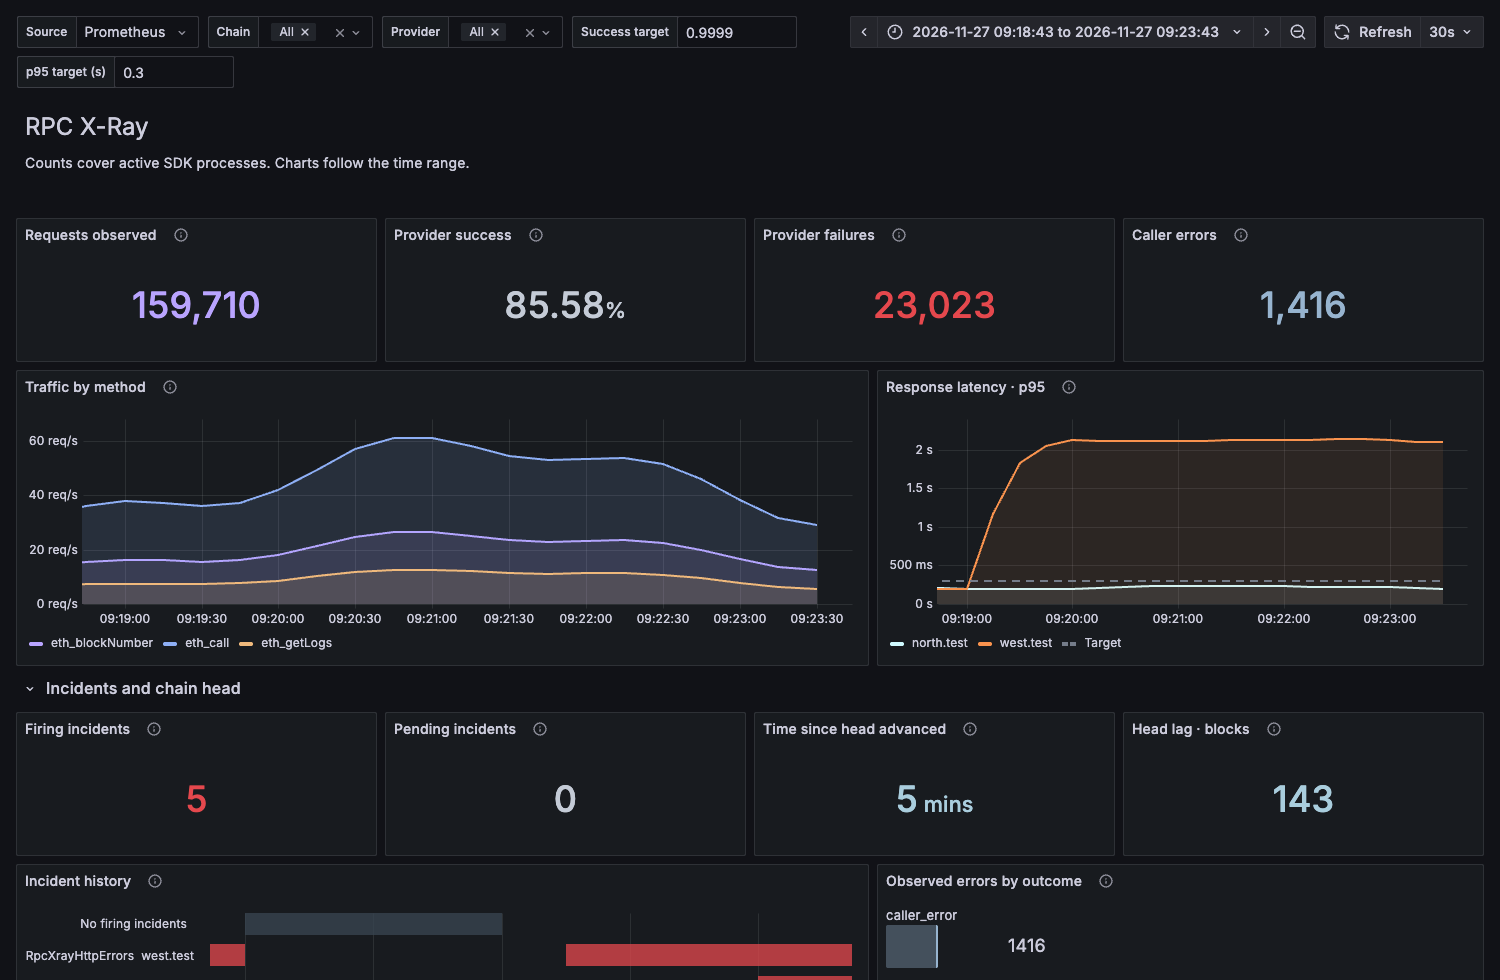 Source Prometheus Chain All Provider All Success target 0.9999 2026-11-27 09:18:43 to 2026-11-27 09:23:43 Refresh 30s
p95 target (s) 0.3
RPC X-Ray
Counts cover active SDK processes. Charts follow the time range.
Requests observed
159,710
Provider success
85.58%
Provider failures
23,023
Caller errors
1,416
Traffic by method
60 req/s
40 req/s
20 req/s
0 req/s
09:19:00 09:19:30 09:20:00 09:20:30 09:21:00 09:21:30 09:22:00 09:22:30 09:23:00 09:23:30
eth_blockNumber eth_call eth_getLogs
Response latency · p95
2 s
1.5 s
1 s
500 ms
0 s
09:19:00 09:20:00 09:21:00 09:22:00 09:23:00
north.test west.test Target
Incidents and chain head
Firing incidents
5
Pending incidents
0
Time since head advanced
5 mins
Head lag · blocks
143
Incident history
No firing incidents
RpcXrayHttpErrors west.test
Observed errors by outcome
caller_error
1416